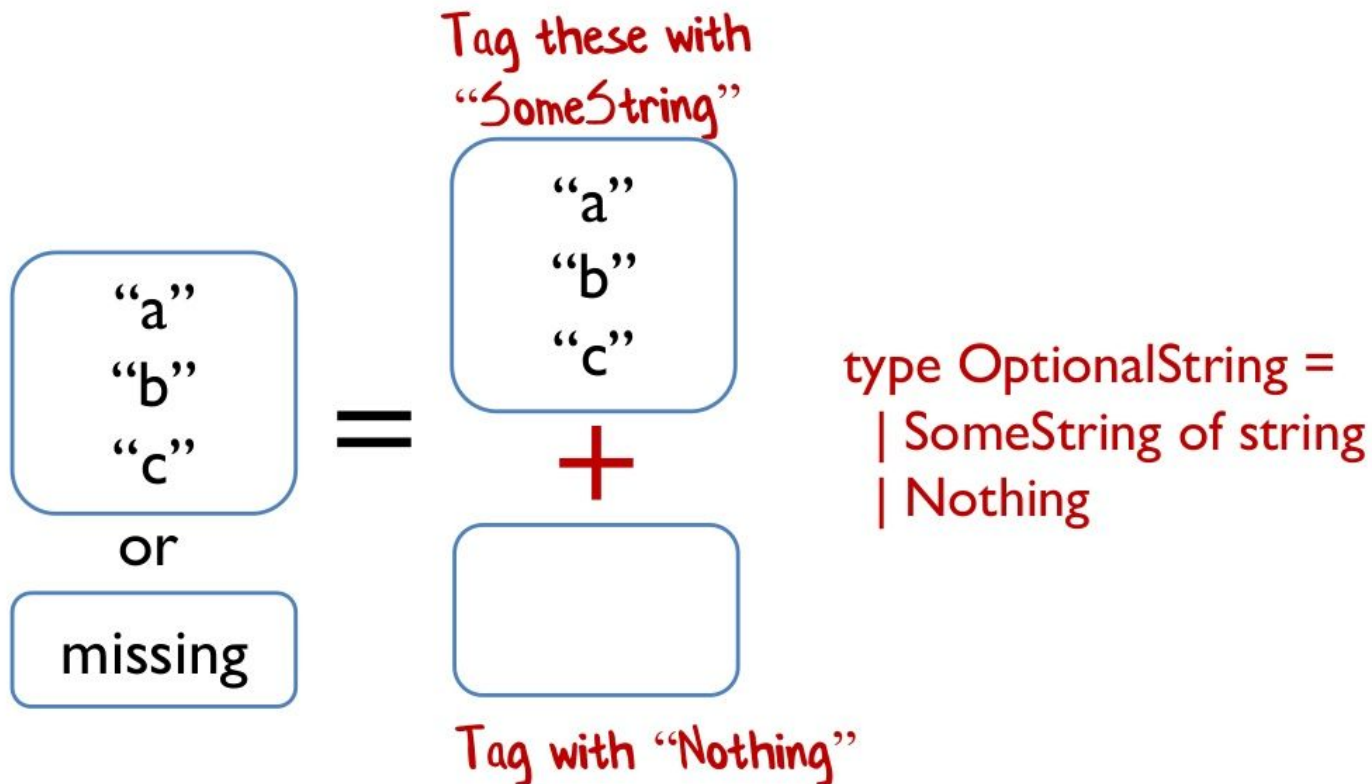 “a”
“b”
“c”
or
missing
=
Tag these with
“SomeString”
“a”
“b”
“c”
+
Tag with “Nothing”
type OptionalString =
| SomeString of string
| Nothing